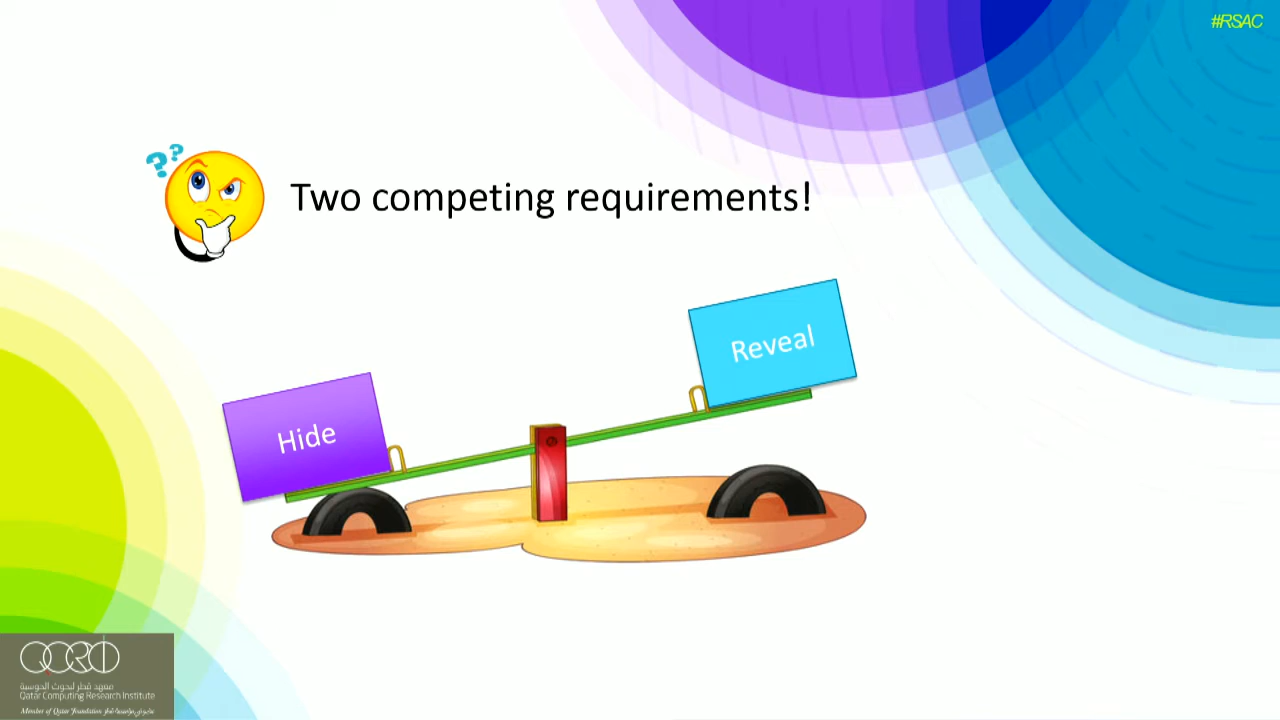 #RSAC
? ?
Two competing requirements!
Reveal
Hide
QCRI
معهد قطر لبحوث الحوسبة
Qatar Computing Research Institute
Member of Qatar Foundation